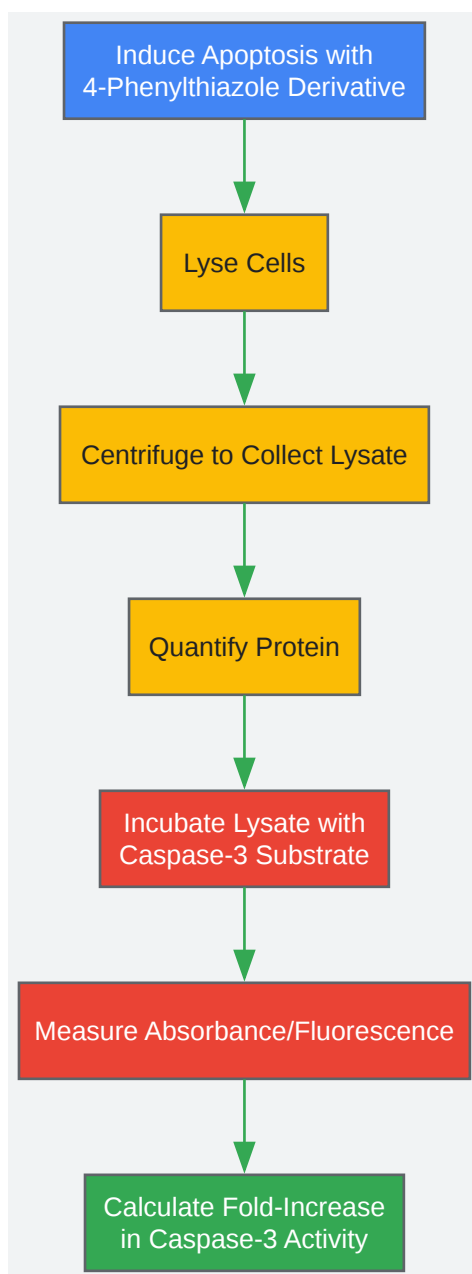 Induce Apoptosis with
4-Phenylthiazole Derivative
Lyse Cells
Centrifuge to Collect Lysate
Quantify Protein
Incubate Lysate with
Caspase-3 Substrate
Measure Absorbance/Fluorescence
Calculate Fold-Increase
in Caspase-3 Activity